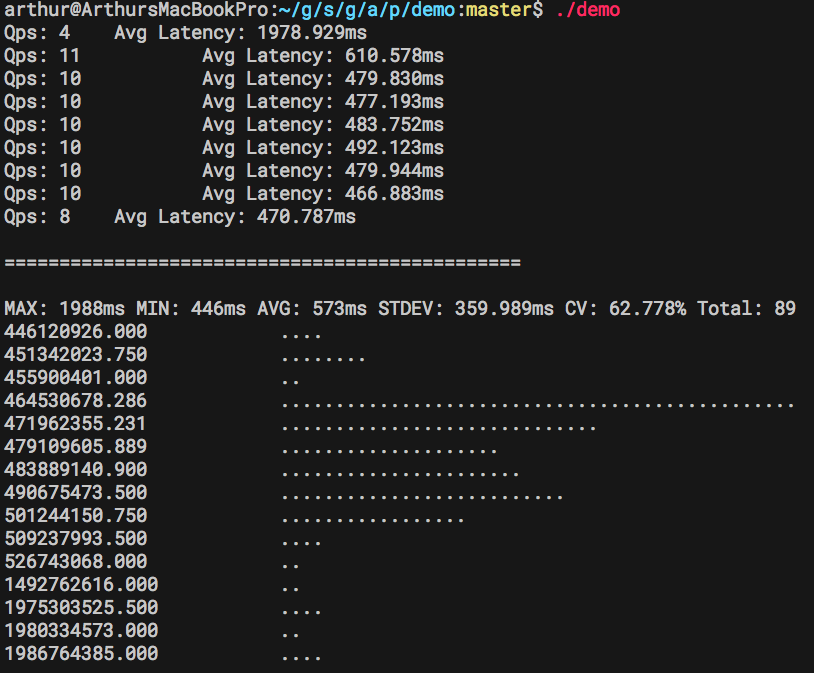 arthur@ArthursMacBookPro:~/g/s/g/a/p/demo:master$ ./demo
Qps: 4    Avg Latency: 1978.929ms
Qps: 11           Avg Latency: 610.578ms
Qps: 10           Avg Latency: 479.830ms
Qps: 10           Avg Latency: 477.193ms
Qps: 10           Avg Latency: 483.752ms
Qps: 10           Avg Latency: 492.123ms
Qps: 10           Avg Latency: 479.944ms
Qps: 10           Avg Latency: 466.883ms
Qps: 8    Avg Latency: 470.787ms
===============================================
MAX: 1988ms MIN: 446ms AVG: 573ms STDEV: 359.989ms CV: 62.778% Total: 89
446120926.000            ....
451342023.750            ........
455900401.000            ..
464530678.286            ...............................................
471962355.231            .............................
479109605.889            ....................
483889140.900            ......................
490675473.500            ..........................
501244150.750            .................
509237993.500            ....
526743068.000            ..
1492762616.000           ..
1975303525.500           ....
1980334573.000           ..
1986764385.000           ....